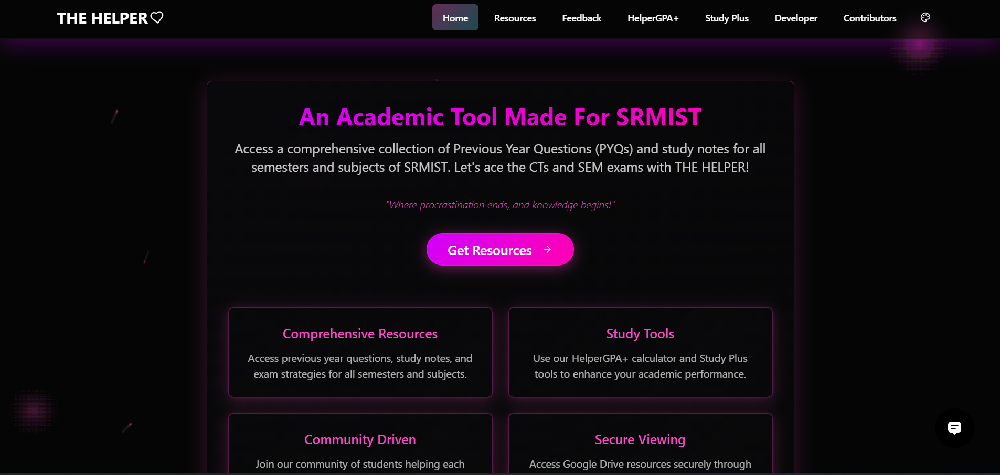 THE HELPER
Home
Resources
Feedback
HelperGPA+
Study Plus
Developer
Contributors
An Academic Tool Made For SRMIST
Access a comprehensive collection of Previous Year Questions (PYQs) and study notes for all
semesters and subjects of SRMIST. Let's ace the CTs and SEM exams with THE HELPER!
"Where procrastination ends, and knowledge begins!"
Get Resources
Comprehensive Resources
Access previous year questions, study notes, and
exam strategies for all semesters and subjects.
Study Tools
Use our HelperGPA+ calculator and Study Plus
tools to enhance your academic performance.
Community Driven
Join our community of students helping each
Secure Viewing
Access Google Drive resources securely through